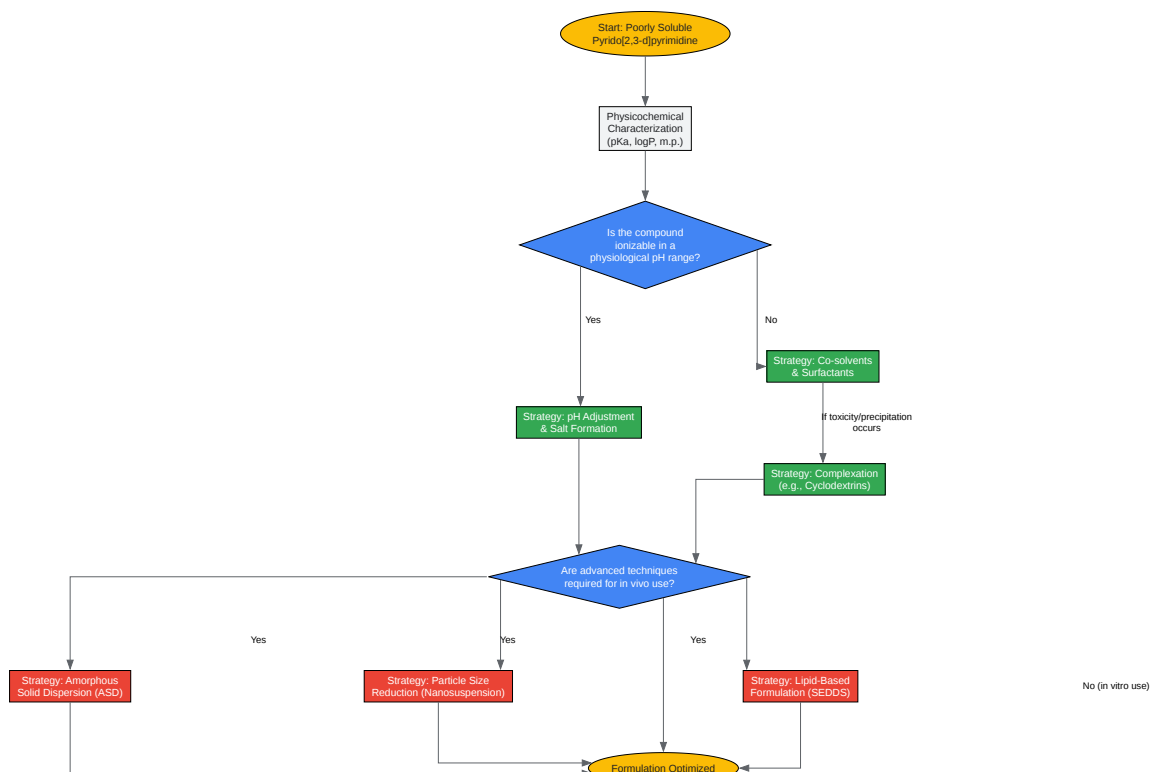 Start: Poorly Soluble
Pyrido[2,3-d]pyrimidine
Physicochemical
Characterization
(pKa, logP, m.p.)
Is the compound
ionizable in a
physiological pH range?
Yes
No
Strategy: Co-solvents
& Surfactants
If toxicity/precipitation
occurs
Strategy: pH Adjustment
& Salt Formation
Strategy: Complexation
(e.g., Cyclodextrins)
Are advanced techniques
required for in vivo use?
Yes
Yes
Yes
Strategy: Amorphous
Solid Dispersion (ASD)
Strategy: Particle Size
Reduction (Nanosuspension)
Strategy: Lipid-Based
Formulation (SEDDS)
No (in vitro use)
Formulation Optimized